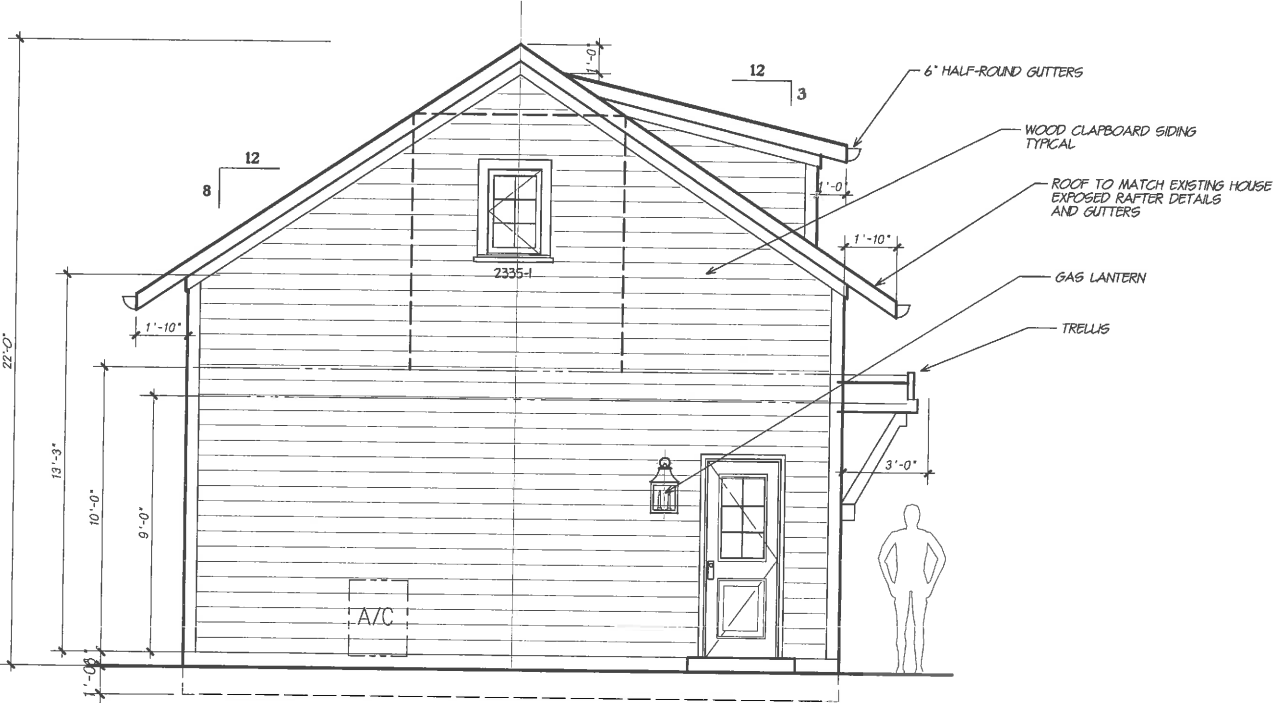 1'-0"
12
3
6" HALF-ROUND GUTTERS
WOOD CLAPBOARD SIDING
TYPICAL
12
8
1'-0
ROOF TO MATCH EXISTING HOUSE
EXPOSED RAFTER DETAILS
AND GUTTERS
1'-10"
2335-1
GAS LANTERN
1'-10"
TRELLIS
22'-0"
13'-3"
10'-0"
9'-0"
3'-0"
A/C